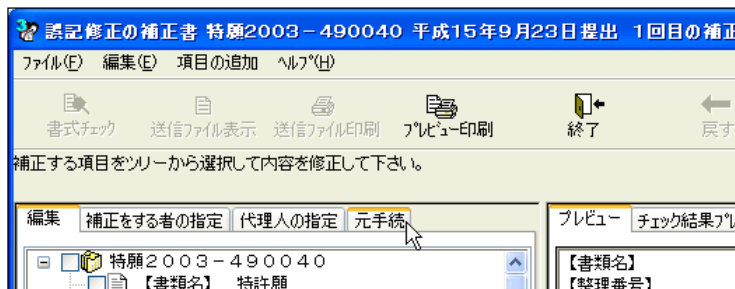 誤記修正の補正書 特願2003－490040 平成15年9月23日提出 1回目の補正
ﾌｧｲﾙ(F) 編集(E) 項目の追加 ﾍﾙﾌﾟ(H)
書式ﾁｪｯｸ 送信ﾌｧｲﾙ表示 送信ﾌｧｲﾙ印刷 ﾌﾟﾚﾋﾞｭｰ印刷 終了 戻す
補正する項目をツリーから選択して内容を修正して下さい。
編集 補正をする者の指定 代理人の指定 元手続 プレビュー ﾁｪｯｸ結果ﾌﾟﾚ
特願２００３－４９００４０ 【書類名】
【書類名】 特許願 【整理番号】